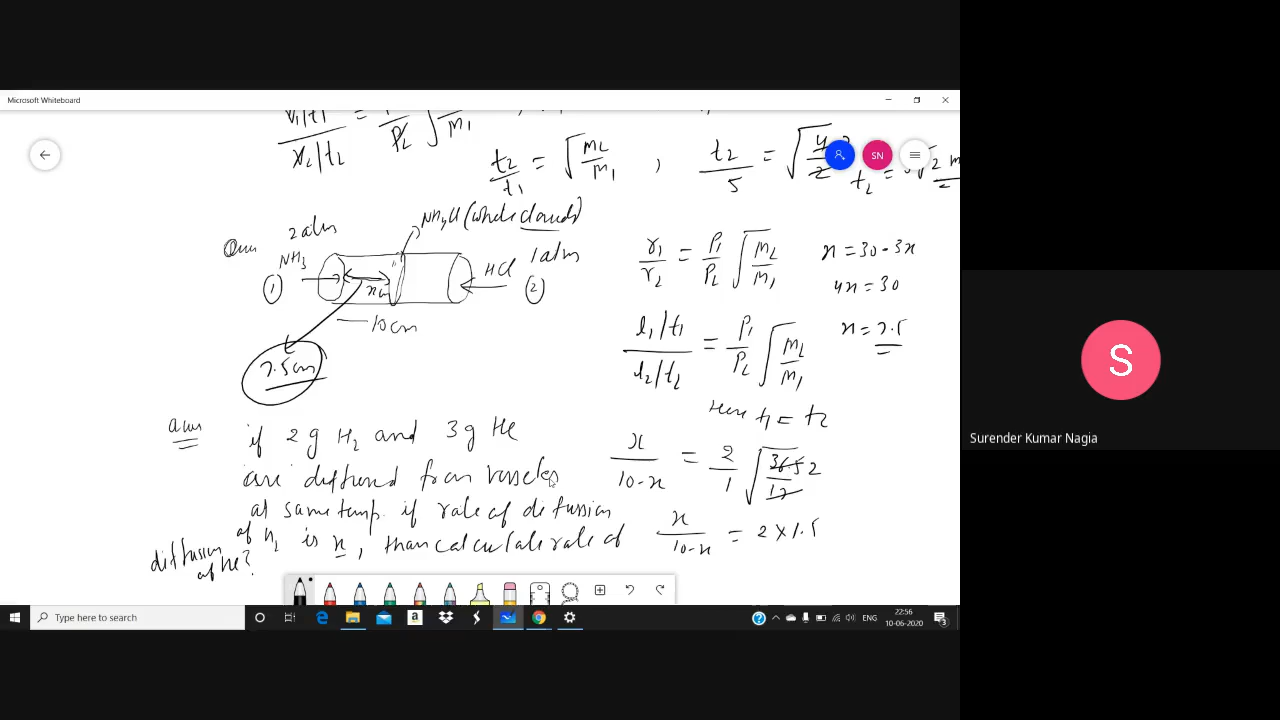 Microsoft Whiteboard
t2/t1 = √m2/m1 ,
t2/5 = √4/2
SN
2 atm
NH3
1
NH4Cl (white clouds)
1 atm
HCl
2
x cm
10 cm
7.5 cm
r1/r2 = P1/P2 √m2/m1
l1/t1 / l2/t2 = P1/P2 √m2/m1
Here t1 = t2
x/10-x = 2/1 √36.5/17
x/10-x = 2 x 1.5
x = 30 - 3x
4x = 30
x = 7.5
if 2 g H2 and 3 g He
are diffused from vessels
at same temp. if rate of diffusion
of H2 is x, than calculate rate of
diffusion of He?
Type here to search
ENG
22:56
10-06-2020
3
S
Surender Kumar Nagia